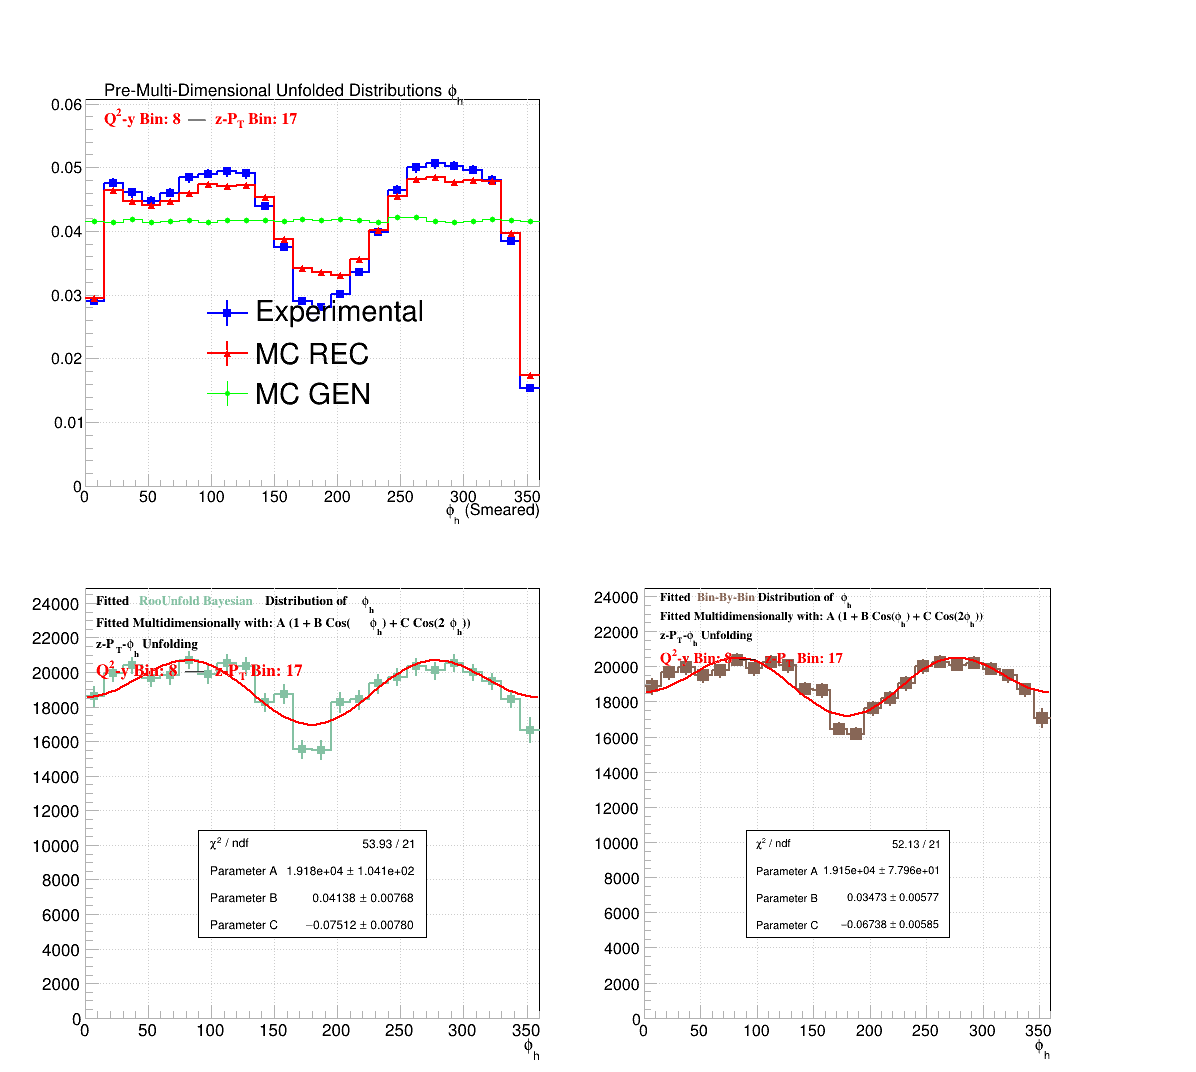 Pre-Multi-Dimensional Unfolded Distributions ϕh
Q²-y Bin: 8 — z-PT Bin: 17
0.06
0.05
0.04
0.03
0.02
0.01
0
Experimental
MC REC
MC GEN
0 50 100 150 200 250 300 350
ϕh (Smeared)
Fitted RooUnfold Bayesian Distribution of ϕh
Fitted Multidimensionally with: A (1 + B Cos( ϕh) + C Cos(2 ϕh))
z-PT-ϕh Unfolding
Q²-y Bin: 8 — z-PT Bin: 17
24000
22000
20000
18000
16000
14000
12000
10000
8000
6000
4000
2000
0
χ² / ndf 53.93 / 21
Parameter A 1.918e+04 ± 1.041e+02
Parameter B 0.04138 ± 0.00768
Parameter C −0.07512 ± 0.00780
0 50 100 150 200 250 300 350
ϕh
Fitted Bin-By-Bin Distribution of ϕh
Fitted Multidimensionally with: A (1 + B Cos(ϕh) + C Cos(2ϕh))
z-PT-ϕh Unfolding
Q²-y Bin: 8 — z-PT Bin: 17
24000
22000
20000
18000
16000
14000
12000
10000
8000
6000
4000
2000
0
χ² / ndf 52.13 / 21
Parameter A 1.915e+04 ± 7.796e+01
Parameter B 0.03473 ± 0.00577
Parameter C −0.06738 ± 0.00585
0 50 100 150 200 250 300 350
ϕh